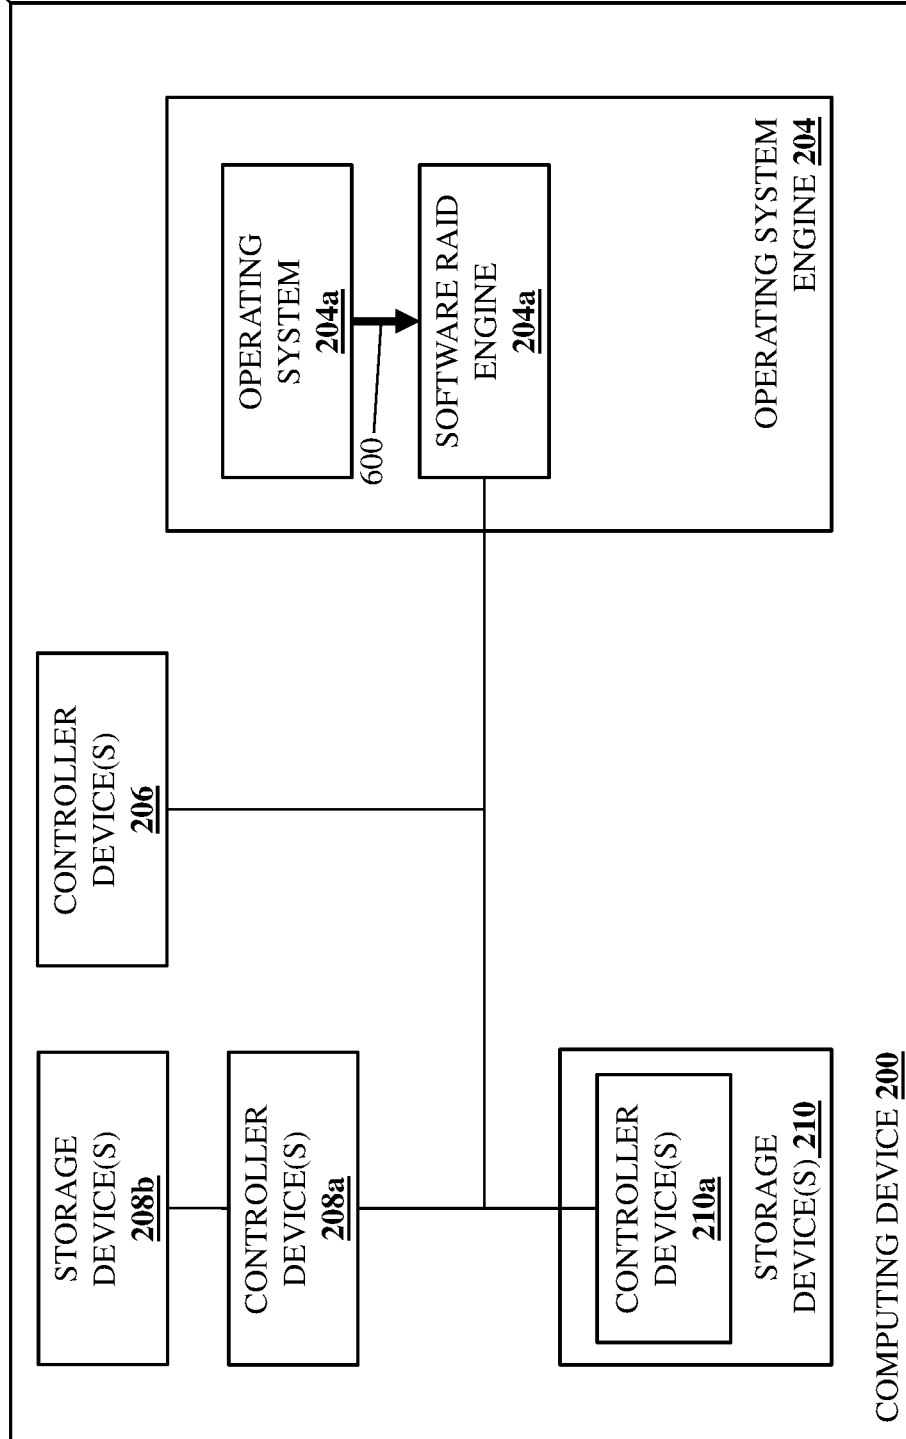 STORAGE
DEVICE(S)
208b
CONTROLLER
DEVICE(S)
208a
CONTROLLER
DEVICE(S)
210a
STORAGE
DEVICE(S) 210
CONTROLLER
DEVICE(S)
206
OPERATING
SYSTEM
204a
600
SOFTWARE RAID
ENGINE
204a
OPERATING SYSTEM
ENGINE 204
COMPUTING DEVICE 200